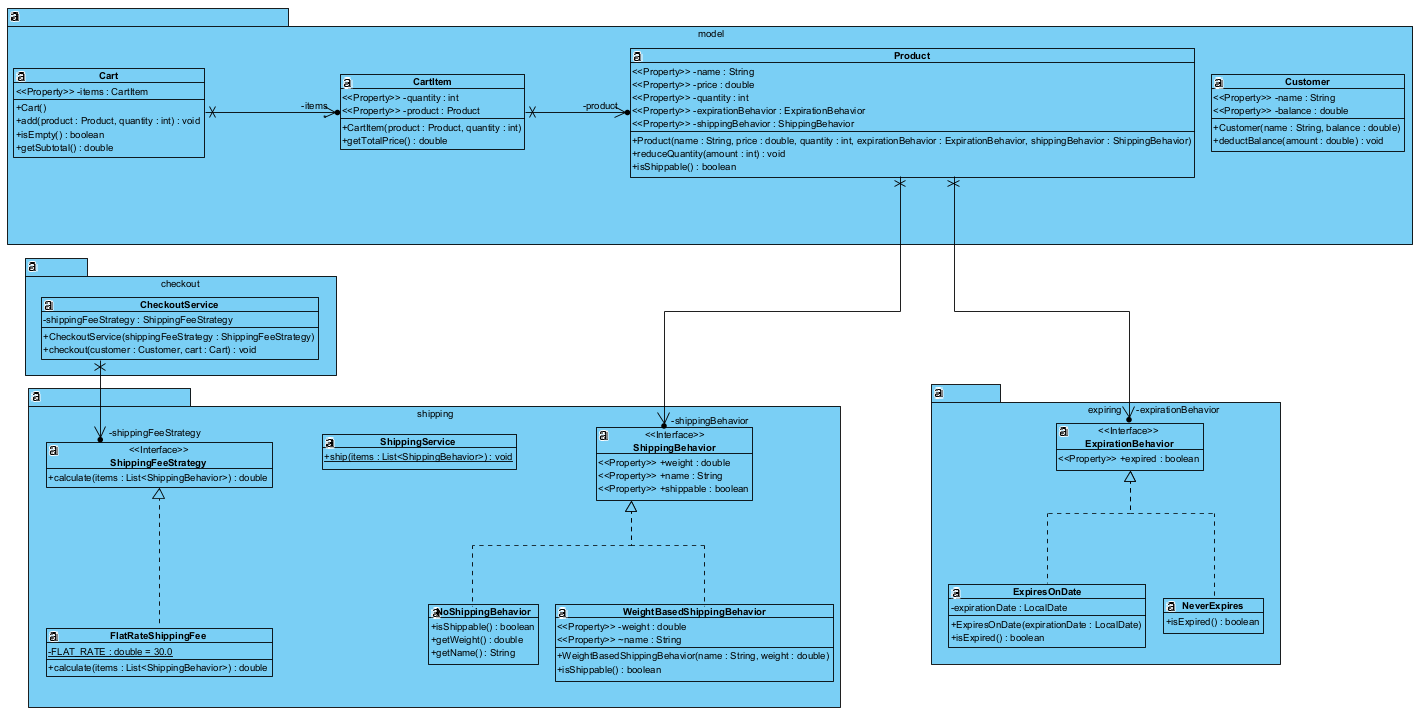 a
model
a
Cart
<<Property>> -items : CartItem
+Cart()
+add(product : Product, quantity : int) : void
+isEmpty() : boolean
+getSubtotal() : double
-items
a
CartItem
<<Property>> -quantity : int
<<Property>> -product : Product
+CartItem(product : Product, quantity : int)
+getTotalPrice() : double
-product
a
Product
<<Property>> -name : String
<<Property>> -price : double
<<Property>> -quantity : int
<<Property>> -expirationBehavior : ExpirationBehavior
<<Property>> -shippingBehavior : ShippingBehavior
+Product(name : String, price : double, quantity : int, expirationBehavior : ExpirationBehavior, shippingBehavior : ShippingBehavior)
+reduceQuantity(amount : int) : void
+isShippable() : boolean
a
Customer
<<Property>> -name : String
<<Property>> -balance : double
+Customer(name : String, balance : double)
+deductBalance(amount : double) : void
a
checkout
a
CheckoutService
-shippingFeeStrategy : ShippingFeeStrategy
+CheckoutService(shippingFeeStrategy : ShippingFeeStrategy)
+checkout(customer : Customer, cart : Cart) : void
a
shipping
-shippingFeeStrategy
a
<<Interface>>
ShippingFeeStrategy
+calculate(items : List<ShippingBehavior>) : double
a
ShippingService
+ship(items : List<ShippingBehavior>) : void
-shippingBehavior
a
<<Interface>>
ShippingBehavior
<<Property>> +weight : double
<<Property>> +name : String
<<Property>> +shippable : boolean
a
FlatRateShippingFee
-FLAT_RATE : double = 30.0
+calculate(items : List<ShippingBehavior>) : double
a
NoShippingBehavior
+isShippable() : boolean
+getWeight() : double
+getName() : String
a
WeightBasedShippingBehavior
<<Property>> -weight : double
<<Property>> ~name : String
+WeightBasedShippingBehavior(name : String, weight : double)
+isShippable() : boolean
a
expiring
-expirationBehavior
a
<<Interface>>
ExpirationBehavior
<<Property>> +expired : boolean
a
ExpiresOnDate
-expirationDate : LocalDate
+ExpiresOnDate(expirationDate : LocalDate)
+isExpired() : boolean
a
NeverExpires
+isExpired() : boolean